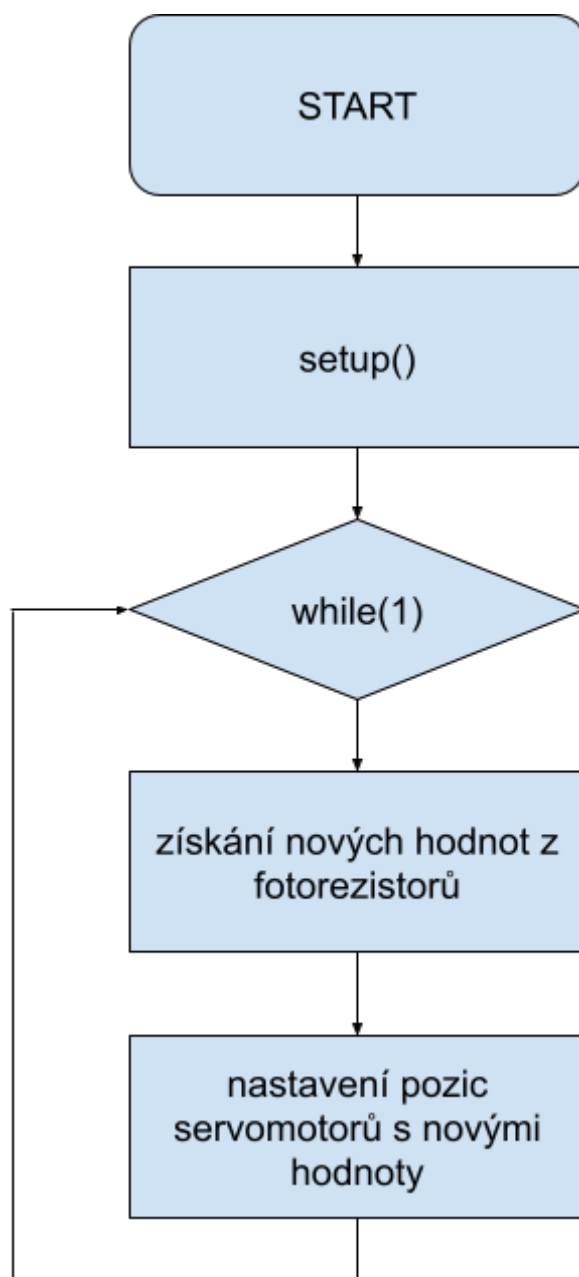 START
setup()
while(1)
získání nových hodnot z
fotorezistorů
nastavení pozic
servomotorů s novými
hodnoty